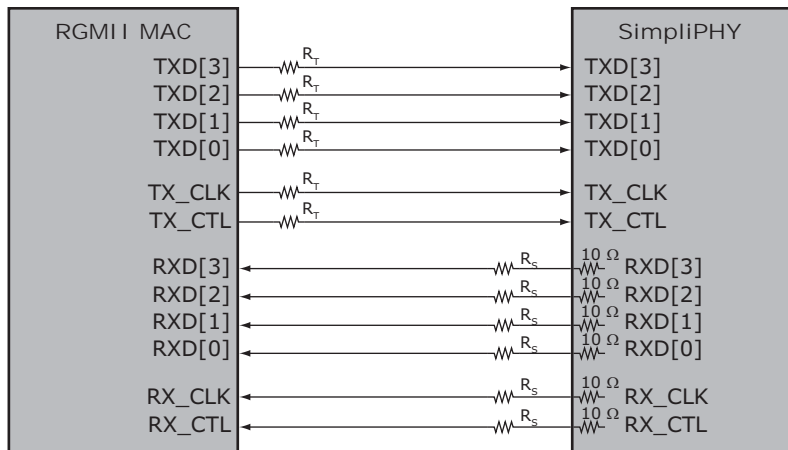 RGMII MAC SimpliPHY
TXD[3] R_T TXD[3]
TXD[2] R_T TXD[2]
TXD[1] R_T TXD[1]
TXD[0] R_T TXD[0]
TX_CLK R_T TX_CLK
TX_CTL R_T TX_CTL
RXD[3] R_S 10 Ω RXD[3]
RXD[2] R_S 10 Ω RXD[2]
RXD[1] R_S 10 Ω RXD[1]
RXD[0] R_S 10 Ω RXD[0]
RX_CLK R_S 10 Ω RX_CLK
RX_CTL R_S 10 Ω RX_CTL